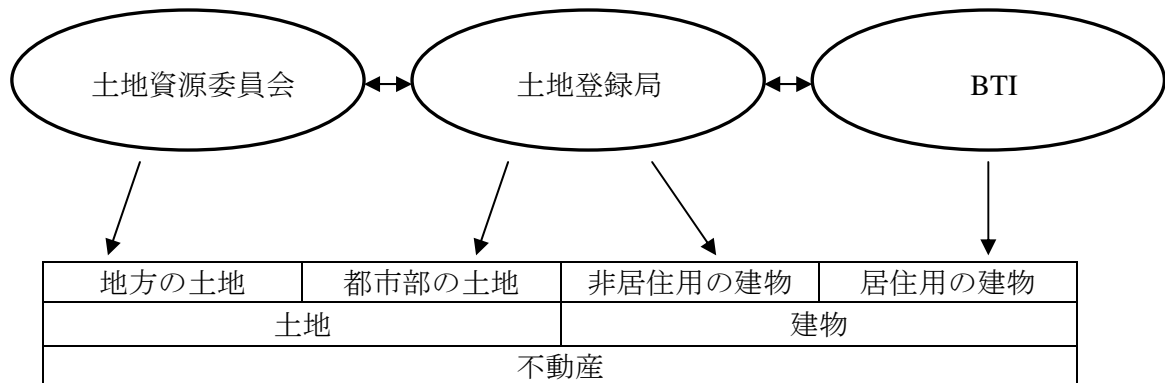 土地資源委員会 土地登録局 BTI
地方の土地 都市部の土地 非居住用の建物 居住用の建物
土地 建物
不動産